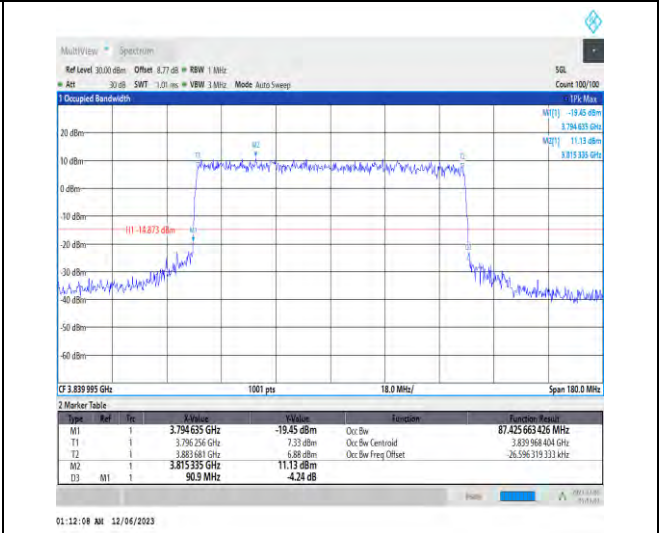 MultiView Spectrum
Ref Level 30.00 dBm Offset 8.77 dB RBW 1 MHz SGL
Att 30 dB SWT 1.01 ms VBW 3 MHz Mode Auto Sweep Count 100/100
1 Occupied Bandwidth 1Pk Max
M1[1] -19.45 dBm
3.794 635 GHz
M2[1] 11.13 dBm
3.815 335 GHz
20 dBm
M2
T1
T2
10 dBm
0 dBm
-10 dBm
H1 -14.873 dBm
M1
-20 dBm
D3
-30 dBm
-40 dBm
-50 dBm
-60 dBm
CF 3.839 995 GHz 1001 pts 18.0 MHz/ Span 180.0 MHz
2 Marker Table
Type Ref Trc X-Value Y-Value Function Function Result
M1 1 3.794 635 GHz -19.45 dBm Occ Bw 87.425 663 426 MHz
T1 1 3.796 256 GHz 7.33 dBm Occ Bw Centroid 3.839 968 404 GHz
T2 1 3.883 681 GHz 6.88 dBm Occ Bw Freq Offset -26.596 319 333 kHz
M2 1 3.815 335 GHz 11.13 dBm
D3 M1 1 90.9 MHz -4.24 dB
01:12:08 AM 12/06/2023